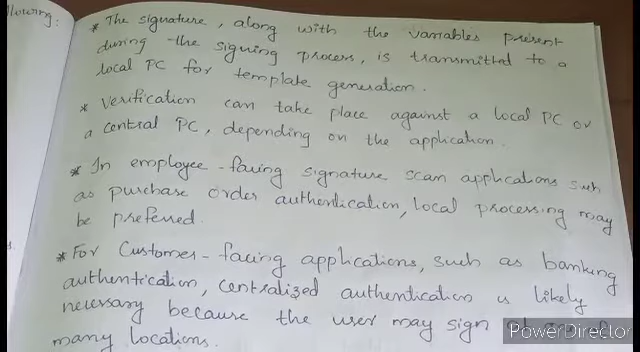 llowing:
* The signature, along with the variables present
during the signing process, is transmitted to a
local PC for template generation.
* Verification can take place against a local PC or
a central PC, depending on the application.
* In employee-facing signature scan applications such
as purchase order authentication, local processing may
be preferred.
* For Customer-facing applications, such as banking
authentication, centralized authentication is likely
necessary because the user may sign
many locations.
PowerDirector